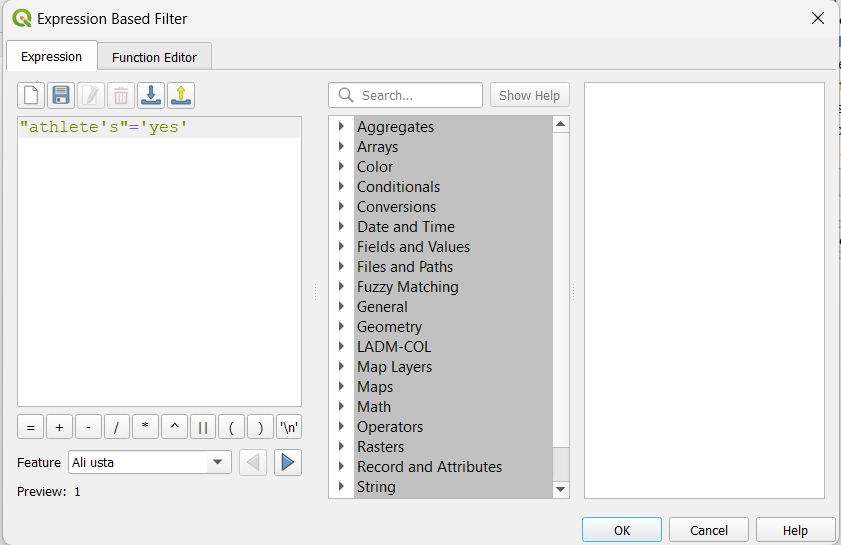 Expression Based Filter
Expression
Function Editor
Search...
Show Help
"athlete's"='yes'
Aggregates
Arrays
Color
Conditionals
Conversions
Date and Time
Fields and Values
Files and Paths
Fuzzy Matching
General
Geometry
LADM-COL
Map Layers
Maps
Math
Operators
Rasters
Record and Attributes
String
= + - / * ^ || ( ) '\n'
Feature Ali usta
Preview: 1
OK
Cancel
Help